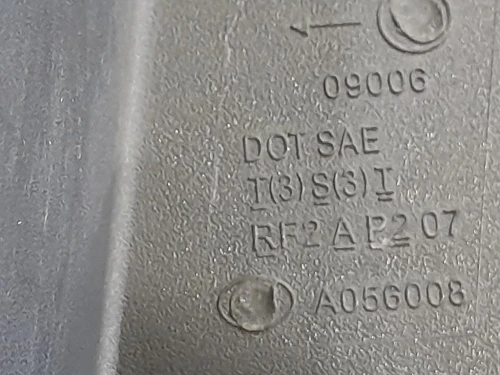 09006
DOT SAE
T(3) S(3) T
RF2 A P2 07
A056008